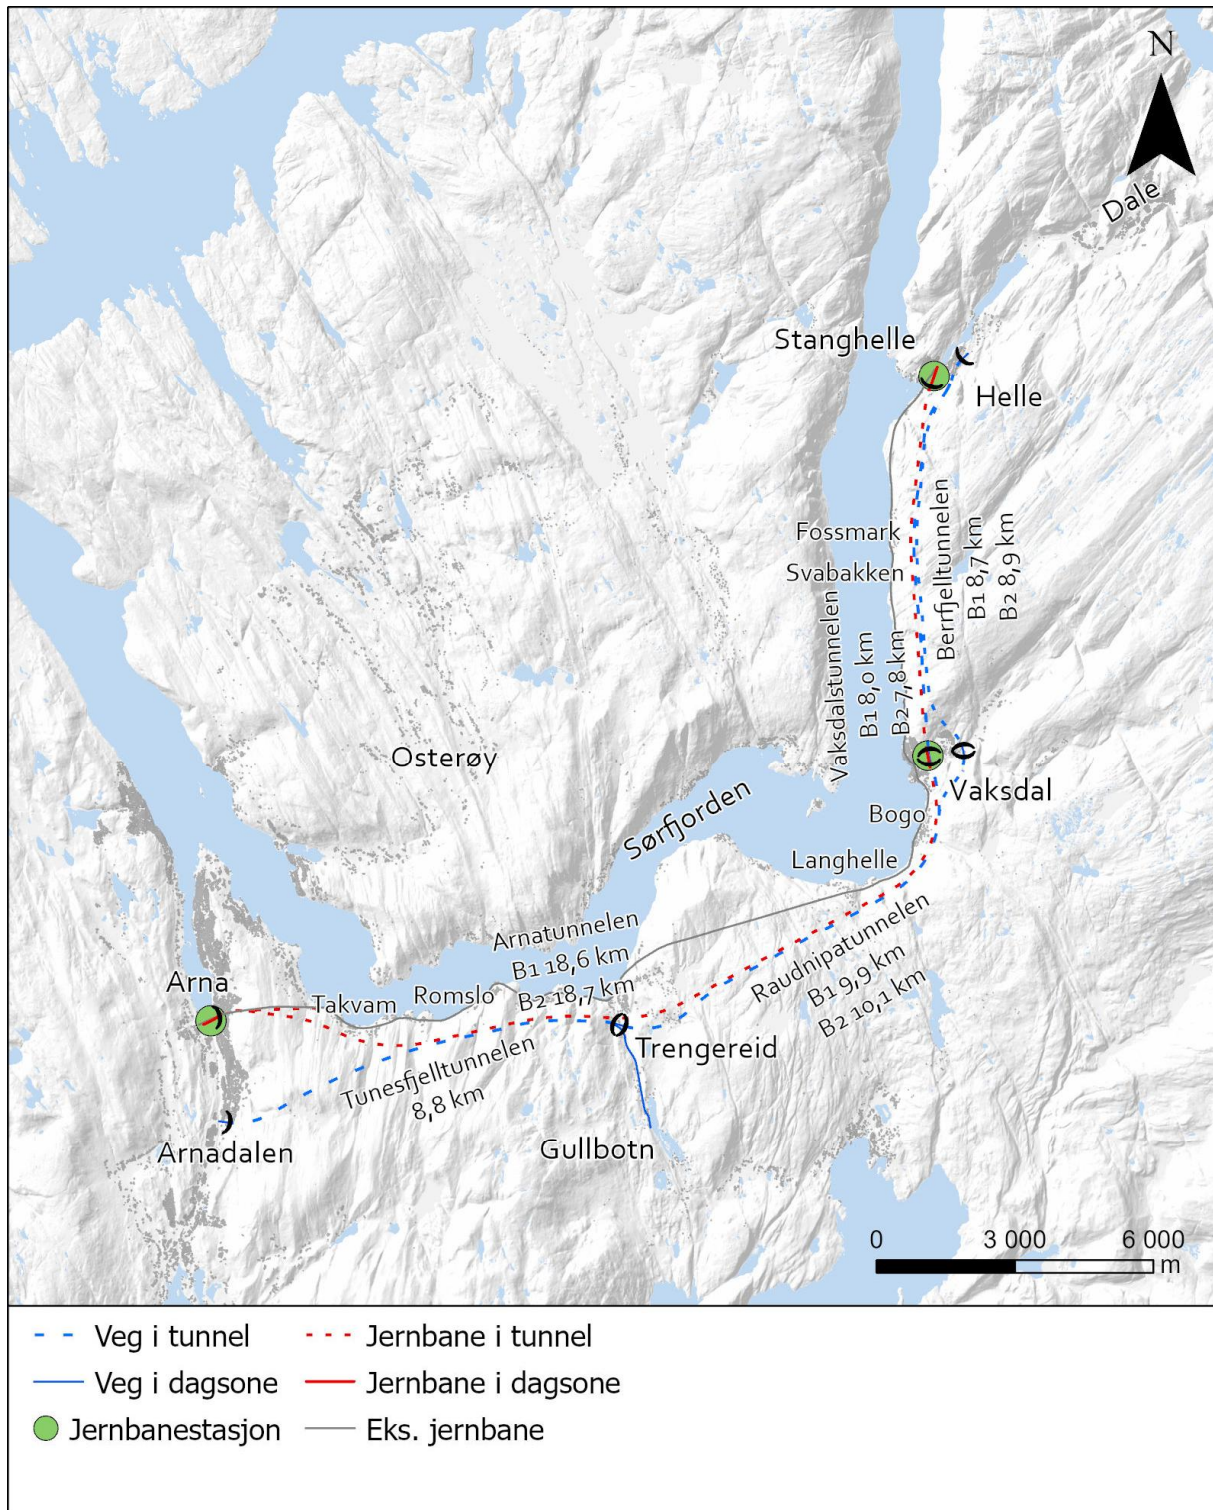 N
Dale
Stanghelle
Helle
Fossmark
Svabakken
Berrfjelltunnelen
B1 8,7 km
B2 8,9 km
Vaksdalstunnelen
B1 8,0 km
B2 7,8 km
Osterøy
Vaksdal
Sørfjorden
Bogo
Langhelle
Arnatunnelen
B1 18,6 km
B2 18,7 km
Raudnipatunnelen
B1 9,9 km
B2 10,1 km
Arna
Takvam
Romslo
Trengereid
Tunesfjelltunnelen
8,8 km
Arnadalen
Gullbotn
0 3 000 6 000
m
Veg i tunnel
Jernbane i tunnel
Veg i dagsone
Jernbane i dagsone
Jernbanestasjon
Eks. jernbane